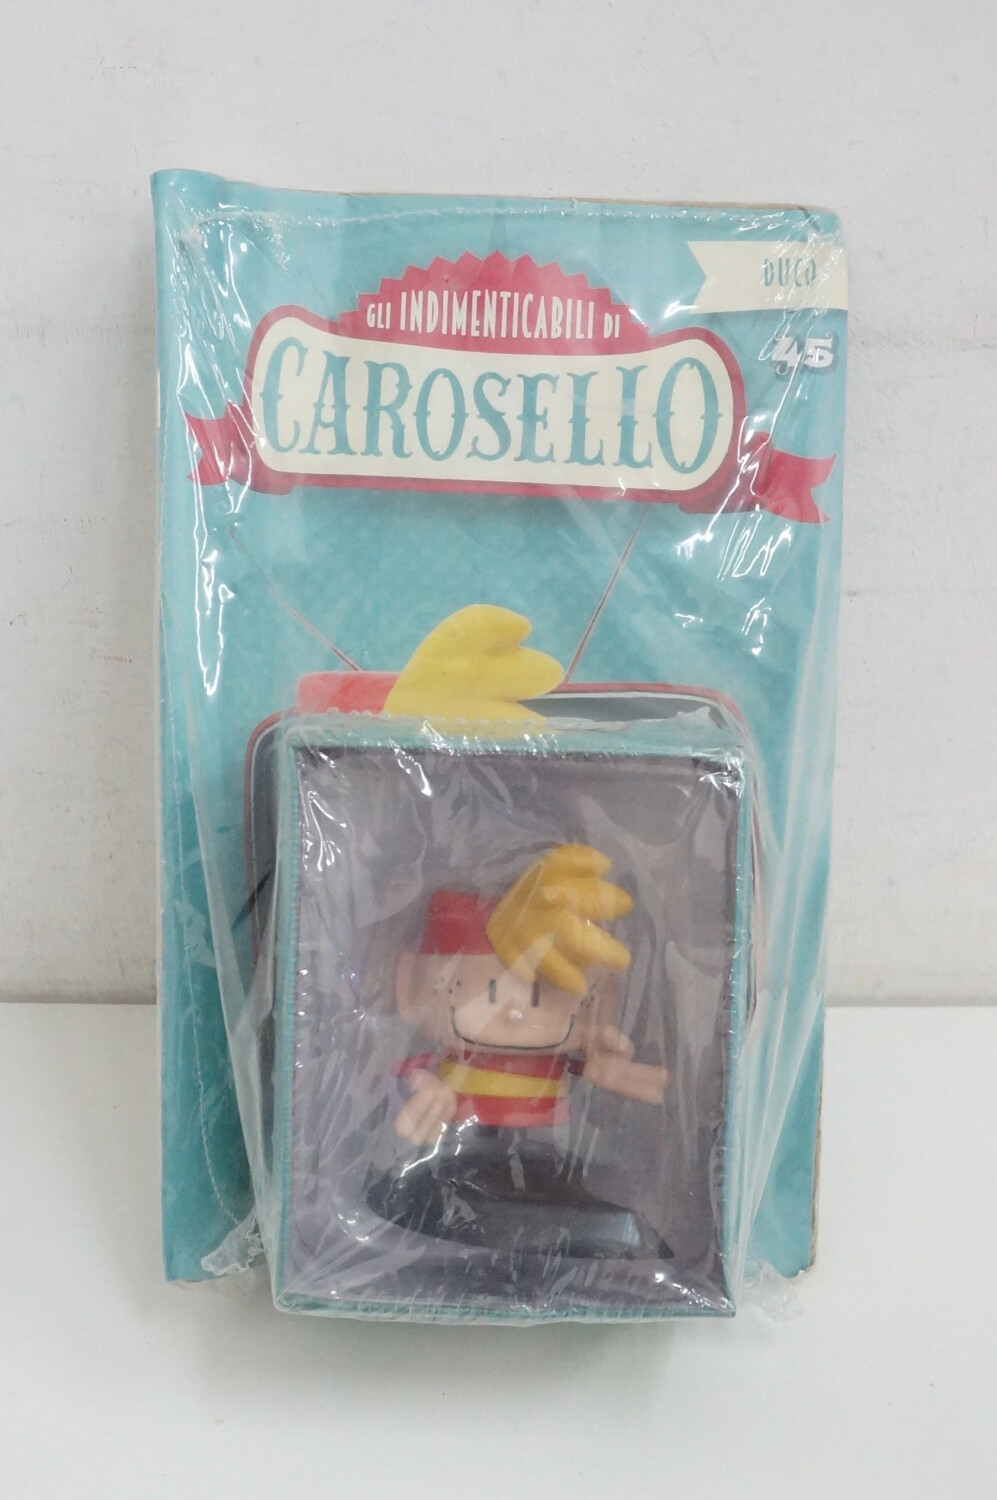 DUCO
45
GLI INDIMENTICABILI DI
CAROSELLO